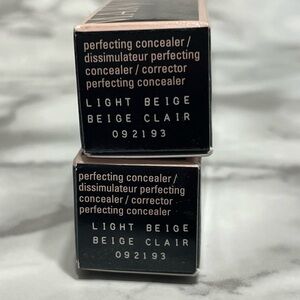 perfecting concealer /
dissimulateur perfecting
concealer / corrector
perfecting concealer
LIGHT BEIGE
BEIGE CLAIR
092193
perfecting concealer /
dissimulateur perfecting
concealer / corrector
perfecting concealer
LIGHT BEIGE
BEIGE CLAIR
092193